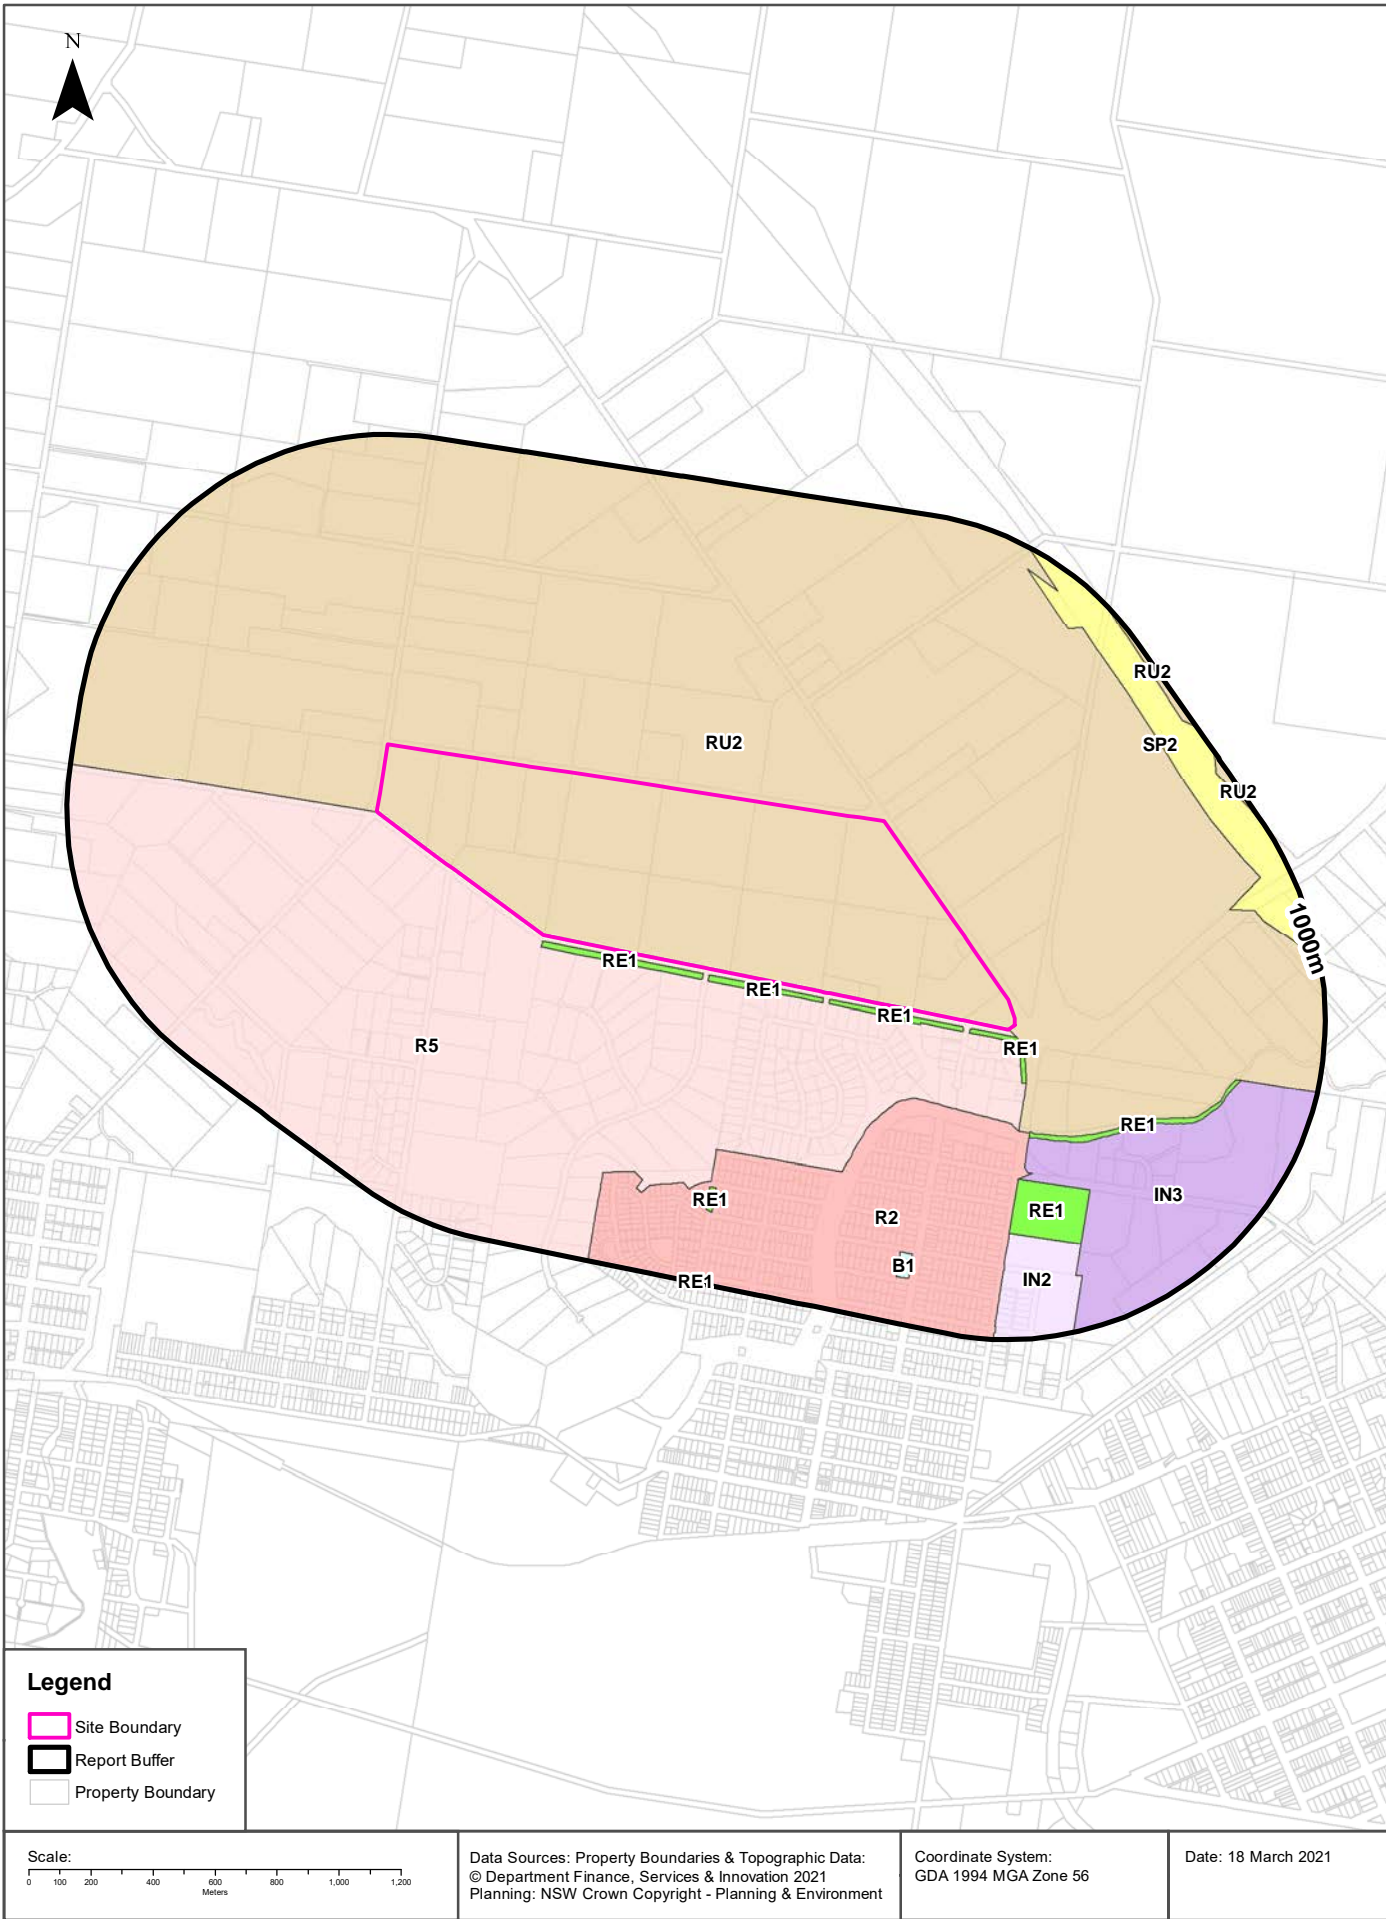 N
RU2
RU2
SP2
RU2
1000m
RE1
RE1
RE1
R5
RE1
RE1
IN3
RE1
R2
RE1
B1
IN2
RE1
Legend
Site Boundary
Report Buffer
Property Boundary
Scale:
0 100 200 400 600 800 1,000 1,200
Meters
Data Sources: Property Boundaries & Topographic Data:
© Department Finance, Services & Innovation 2021
Planning: NSW Crown Copyright - Planning & Environment
Coordinate System:
GDA 1994 MGA Zone 56
Date: 18 March 2021